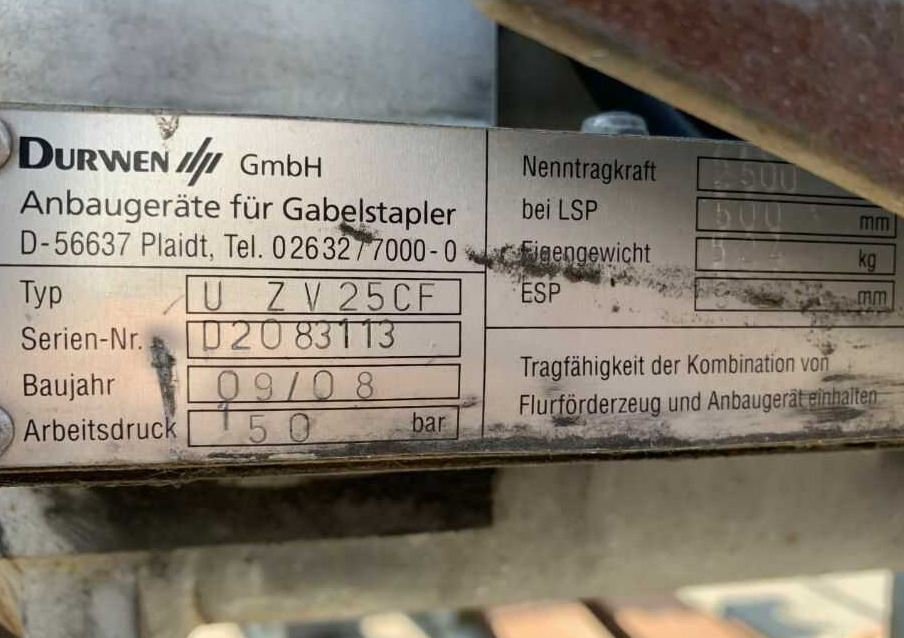 DURWEN GmbH
Anbaugeräte für Gabelstapler
D-56637 Plaidt, Tel. 02632/7000-0
Typ U ZV25CF
Serien-Nr. D2083113
Baujahr 09/08
Arbeitsdruck 150 bar
Nenntragkraft 2500
bei LSP 500 mm
Eigengewicht kg
ESP mm
Tragfähigkeit der Kombination von
Flurförderzeug und Anbaugerät einhalten